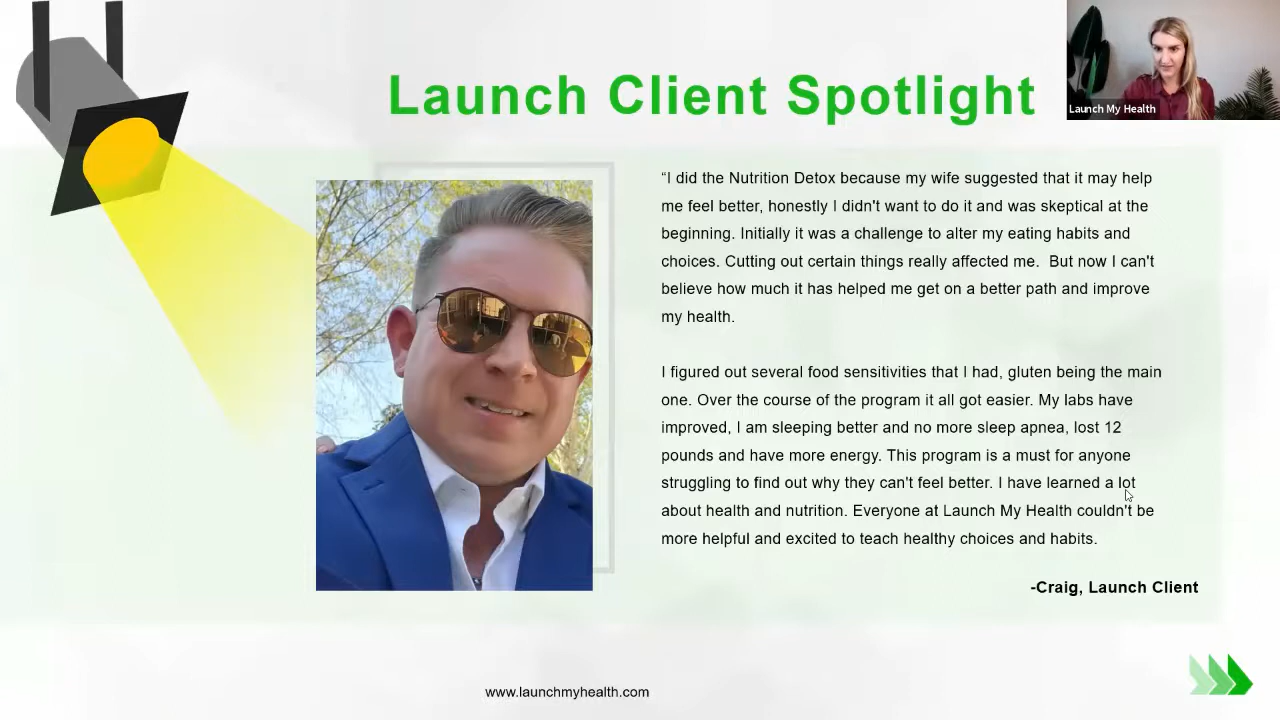 Launch Client Spotlight
Launch My Health
“I did the Nutrition Detox because my wife suggested that it may help
me feel better, honestly I didn't want to do it and was skeptical at the
beginning. Initially it was a challenge to alter my eating habits and
choices. Cutting out certain things really affected me.  But now I can't
believe how much it has helped me get on a better path and improve
my health.
I figured out several food sensitivities that I had, gluten being the main
one. Over the course of the program it all got easier. My labs have
improved, I am sleeping better and no more sleep apnea, lost 12
pounds and have more energy. This program is a must for anyone
struggling to find out why they can't feel better. I have learned a lot
about health and nutrition. Everyone at Launch My Health couldn't be
more helpful and excited to teach healthy choices and habits.
-Craig, Launch Client
www.launchmyhealth.com